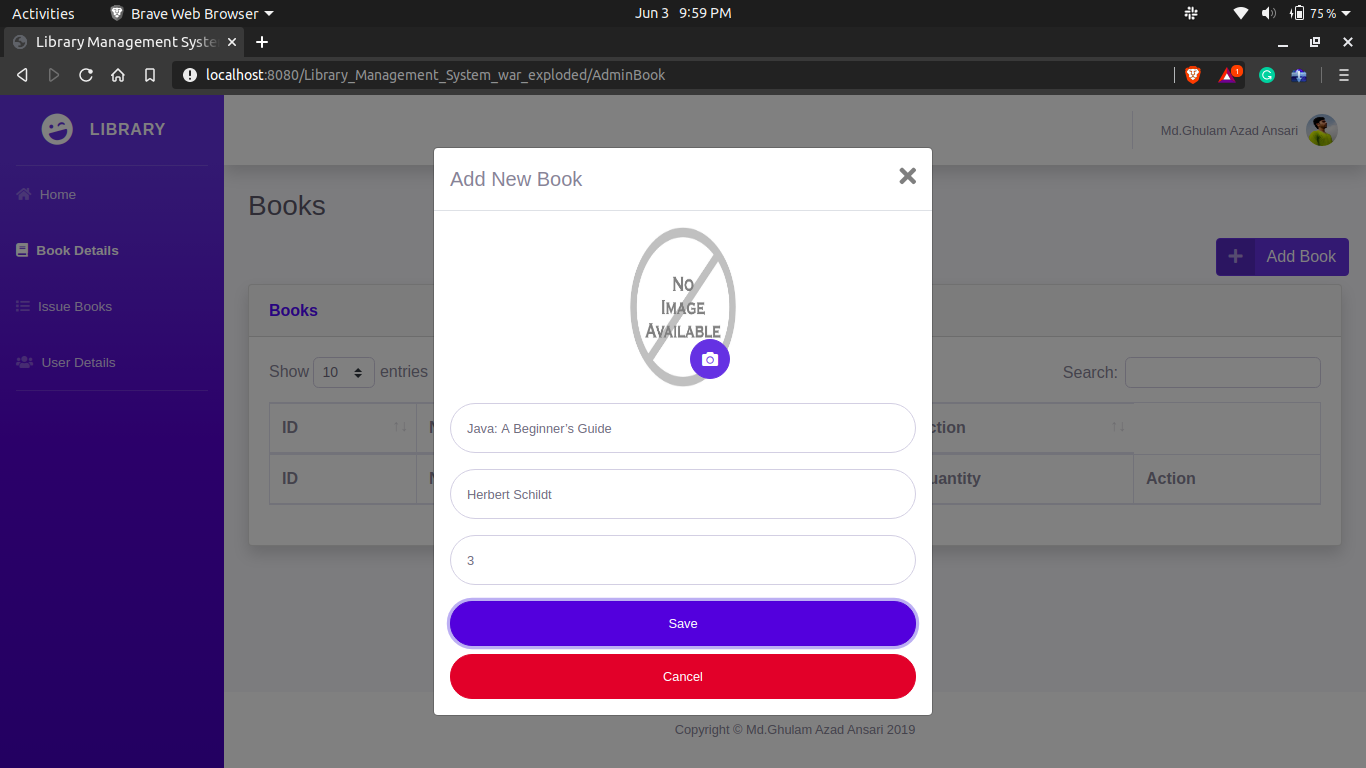 Activities Brave Web Browser Jun 3 9:59 PM 75 %
Library Management Syste
localhost:8080/Library_Management_System_war_exploded/AdminBook 1
LIBRARY
Md.Ghulam Azad Ansari
Home
Book Details
Issue Books
User Details
Books
Add Book
Books
Show 10 entries
Search:
ID
ID
Action
Add New Book
No
Image
Available
Java: A Beginner’s Guide
Herbert Schildt
3
Save
Cancel
Copyright © Md.Ghulam Azad Ansari 2019